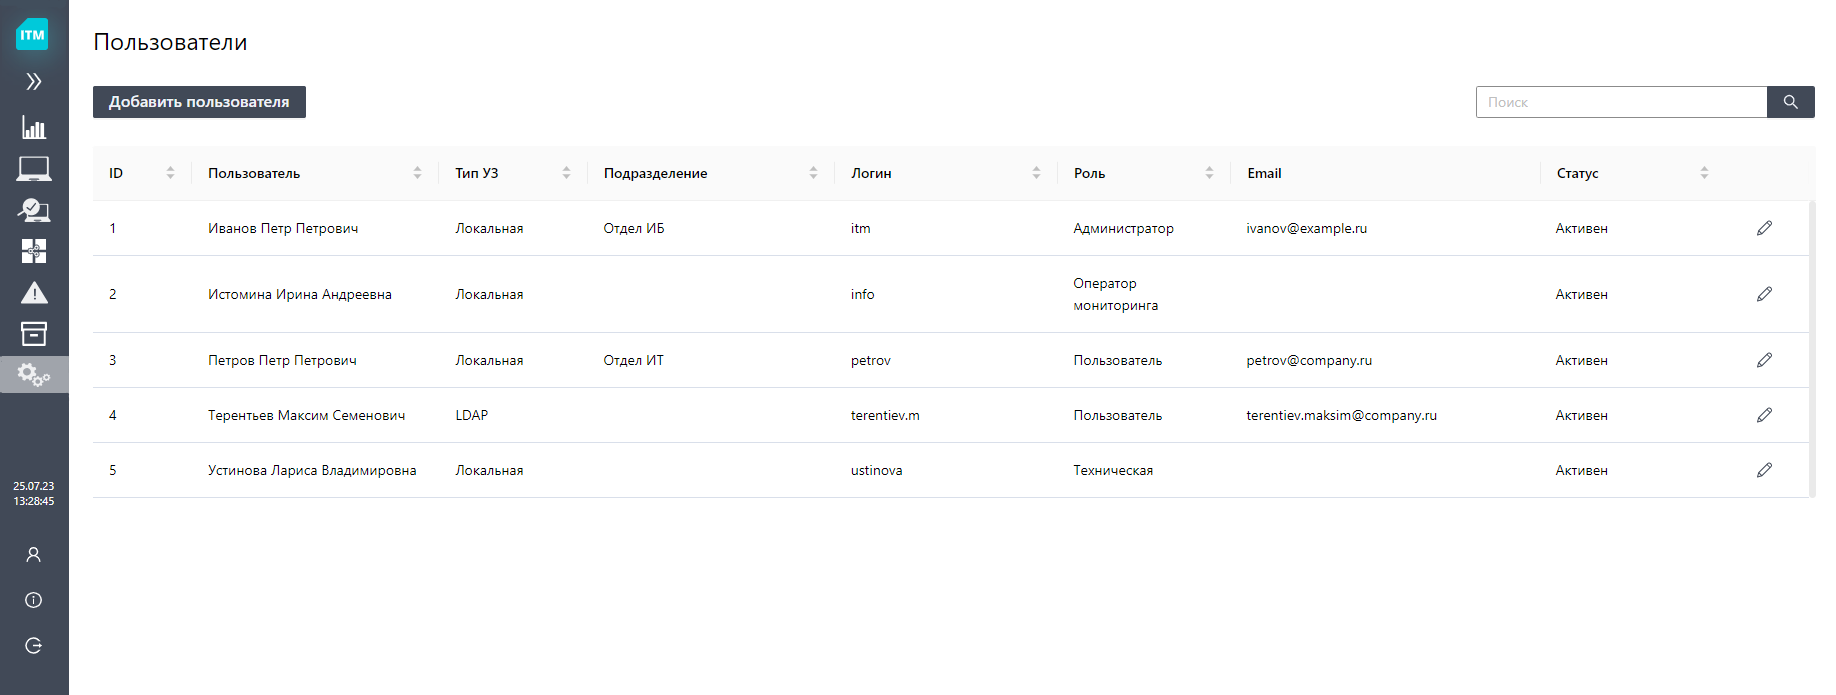 ITM
Пользователи
Добавить пользователя
Поиск
ID Пользователь Тип УЗ Подразделение Логин Роль Email Статус
1 Иванов Петр Петрович Локальная Отдел ИБ itm Администратор ivanov@example.ru Активен
2 Истомина Ирина Андреевна Локальная info Оператор мониторинга Активен
3 Петров Петр Петрович Локальная Отдел ИТ petrov Пользователь petrov@company.ru Активен
4 Терентьев Максим Семенович LDAP terentiev.m Пользователь terentiev.maksim@company.ru Активен
5 Устинова Лариса Владимировна Локальная ustinova Техническая Активен
25.07.23
13:28:45